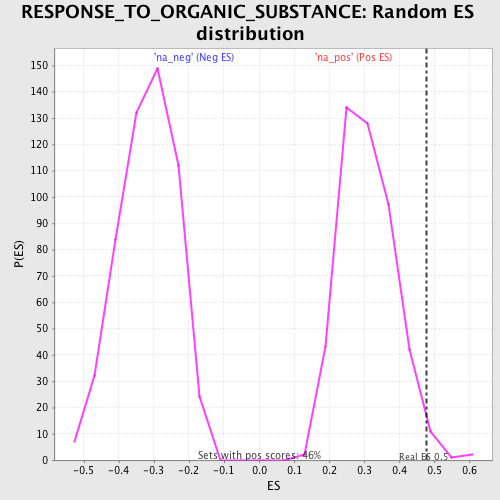 RESPONSE_TO_ORGANIC_SUBSTANCE: Random ES
distribution
'na_neg' (Neg ES)
'na_pos' (Pos ES)
150
140
130
120
110
100
90
80
70
60
50
40
30
20
10
0
P(ES)
Sets with pos scores: 46%
Real ES 0.5
-0.5 -0.4 -0.3 -0.2 -0.1 0.0 0.1 0.2 0.3 0.4 0.5 0.6
ES